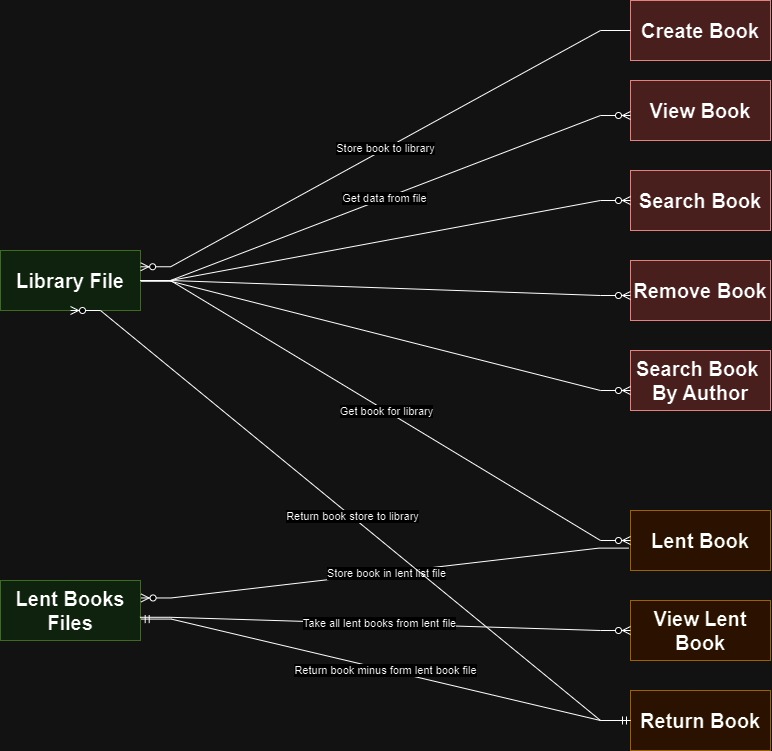 Create Book
View Book
Store book to library
Get data from file
Search Book
Library File
Remove Book
Search Book
By Author
Get book for library
Return book store to library
Lent Book
Store book in lent list file
Lent Books
Files
Take all lent books from lent file
View Lent
Book
Return book minus form lent book file
Return Book